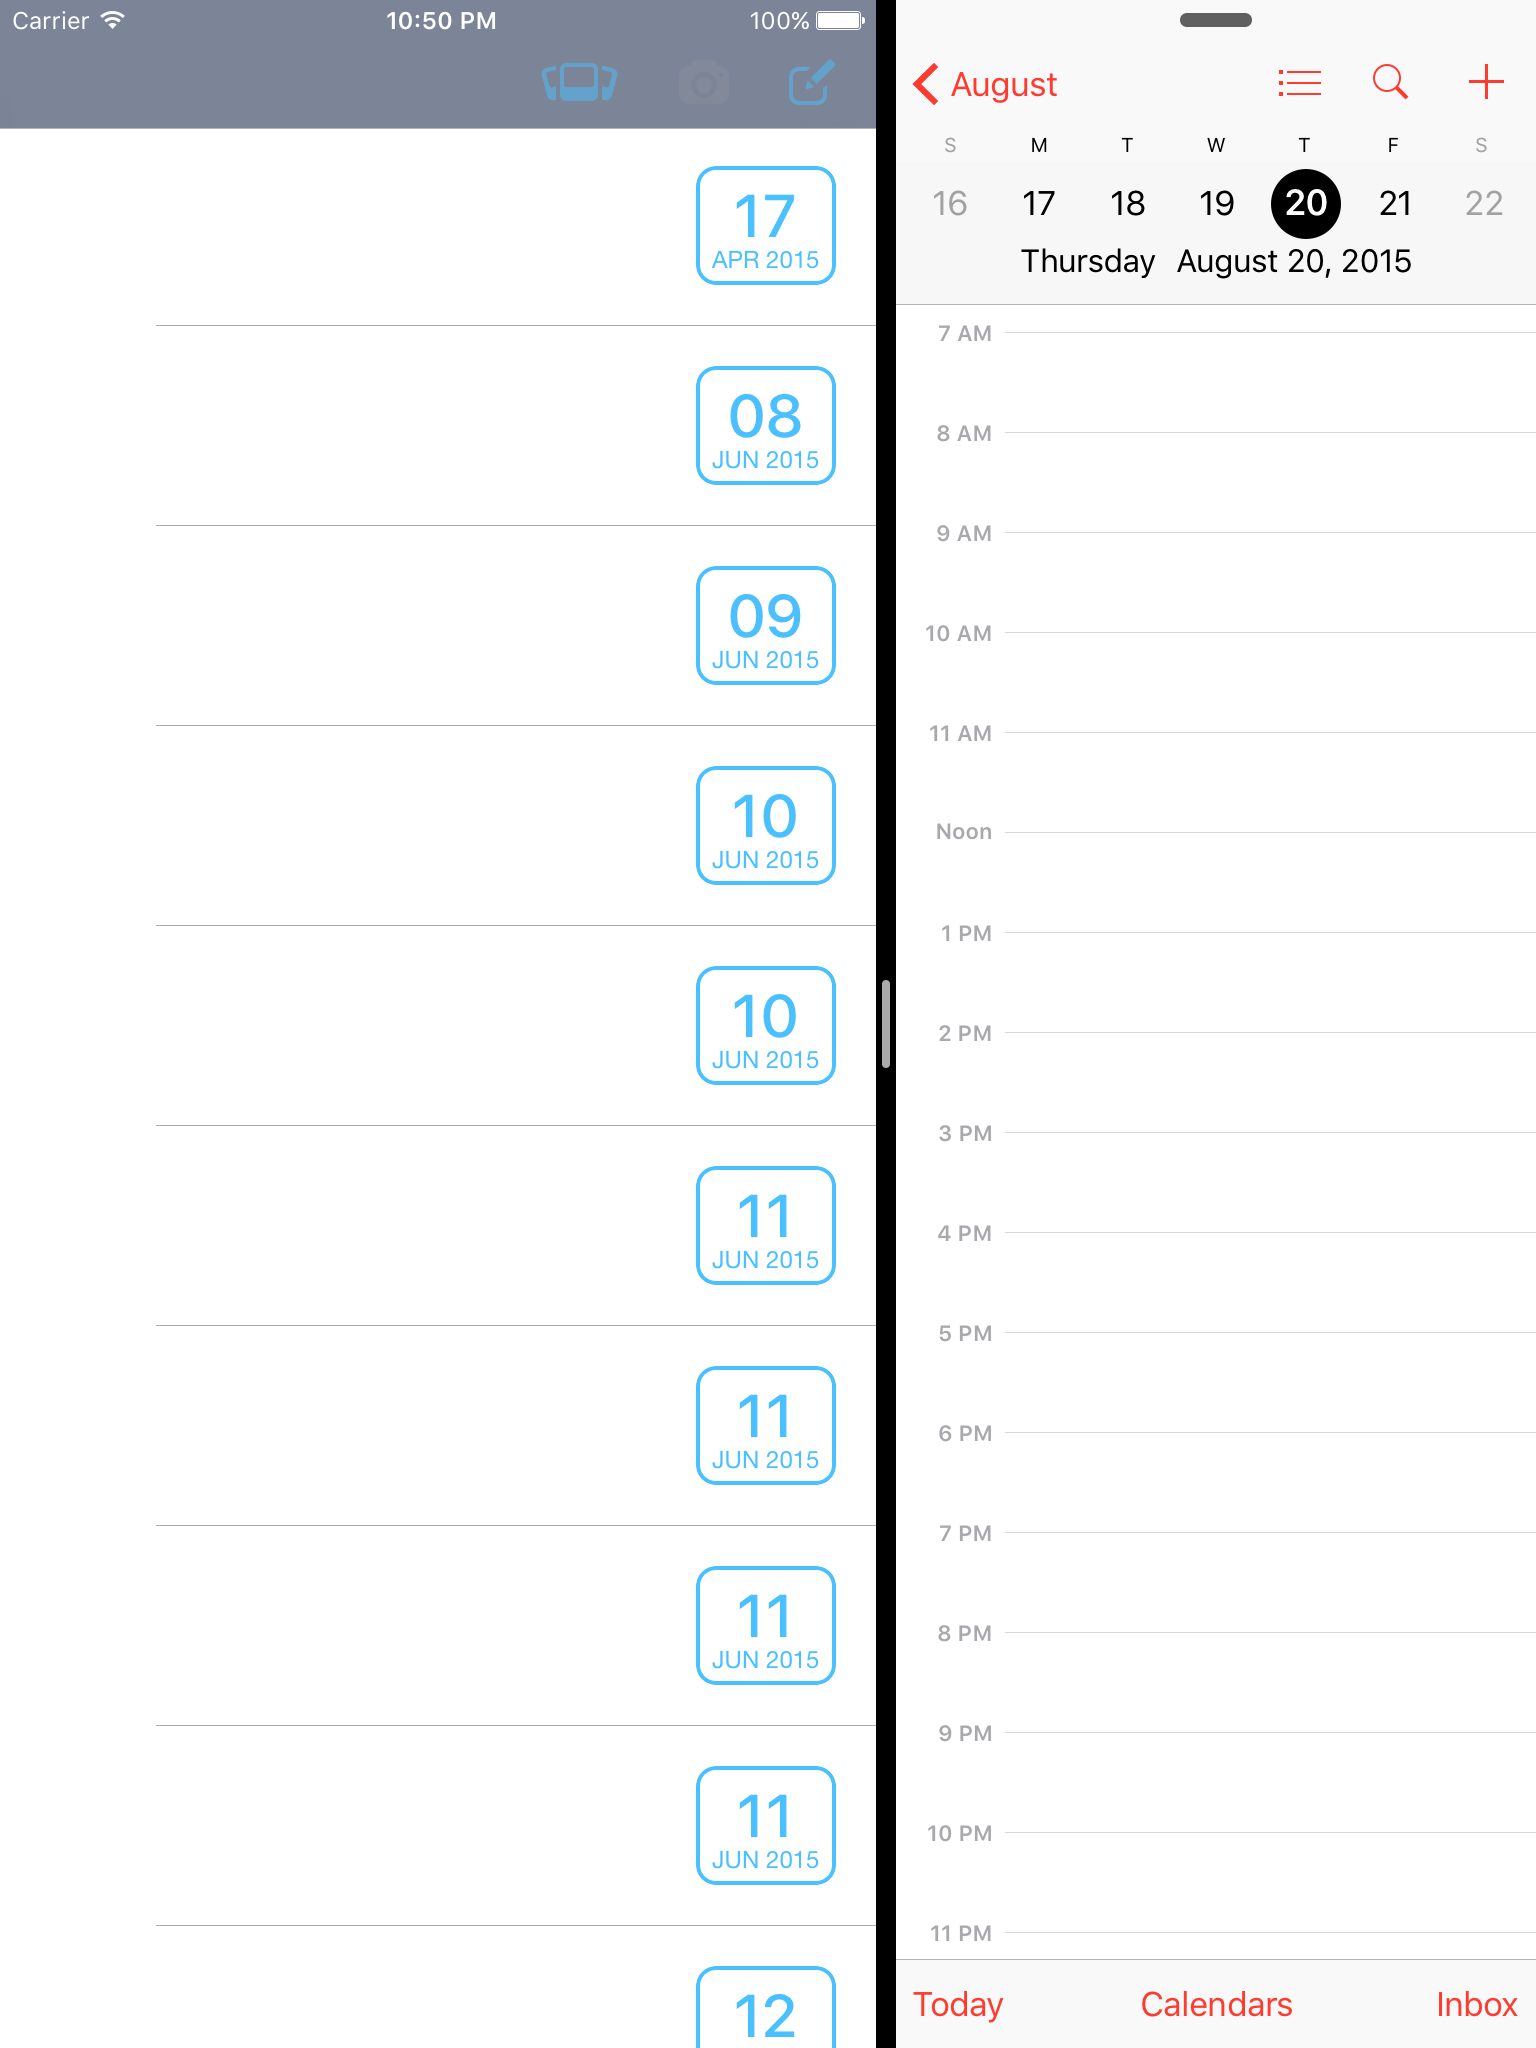 Carrier 10:50 PM 100%
17
APR 2015
08
JUN 2015
09
JUN 2015
10
JUN 2015
10
JUN 2015
11
JUN 2015
11
JUN 2015
11
JUN 2015
11
JUN 2015
12
August
S M T W T F S
16 17 18 19 20 21 22
Thursday August 20, 2015
7 AM
8 AM
9 AM
10 AM
11 AM
Noon
1 PM
2 PM
3 PM
4 PM
5 PM
6 PM
7 PM
8 PM
9 PM
10 PM
11 PM
Today Calendars Inbox